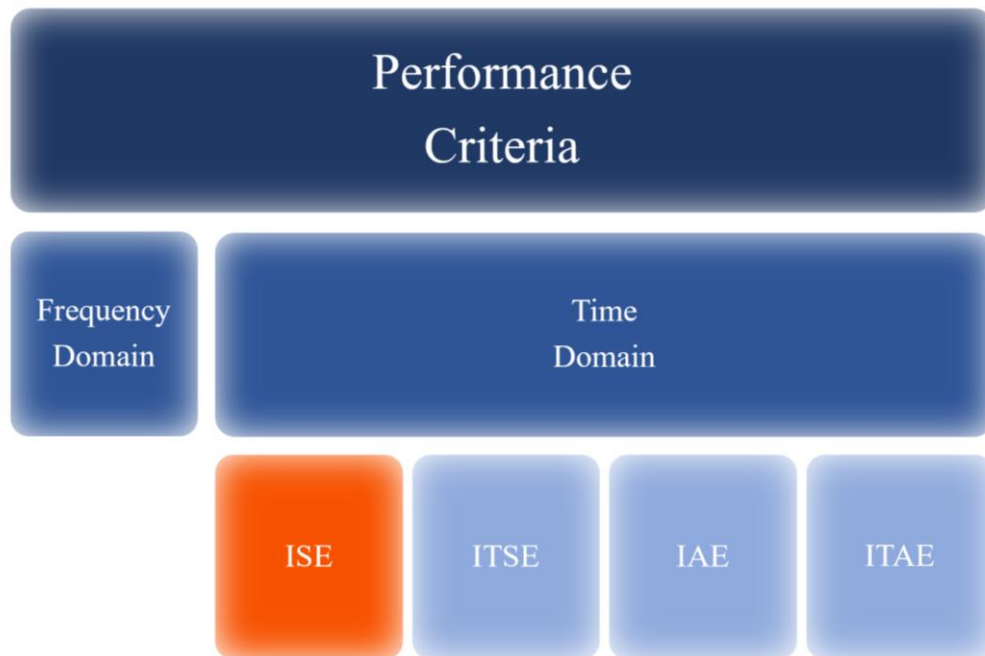 Performance
Criteria
Frequency
Domain
Time
Domain
ISE
ITSE
IAE
ITAE